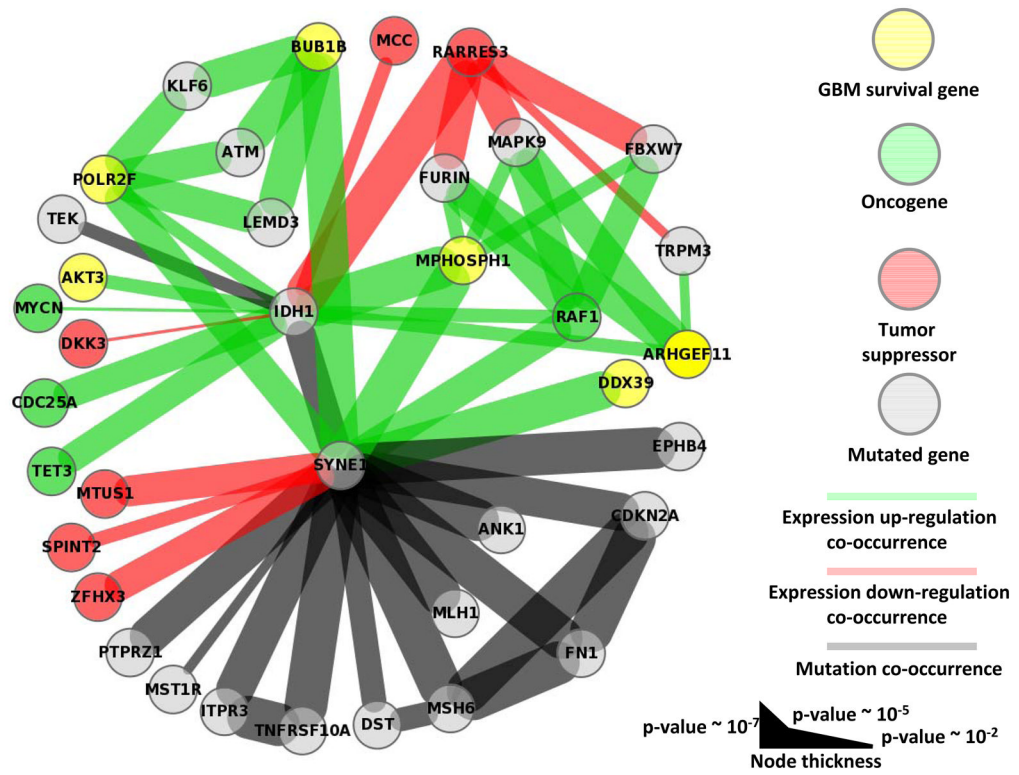 BUB1B
MCC
RARRES3
KLF6
MAPK9
FBXW7
ATM
POLR2F
FURIN
TEK
LEMD3
TRPM3
AKT3
MPHOSPH1
MYCN
IDH1
RAF1
DKK3
ARHGEF11
CDC25A
DDX39
EPHB4
SYNE1
TET3
MTUS1
CDKN2A
ANK1
SPINT2
ZFHX3
MLH1
PTPRZ1
FN1
MST1R
ITPR3
TNFRSF10A
DST
MSH6
GBM survival gene
Oncogene
Tumor
suppressor
Mutated gene
Expression up-regulation
co-occurrence
Expression down-regulation
co-occurrence
Mutation co-occurrence
p-value ~ 10-7
p-value ~ 10-5
p-value ~ 10-2
Node thickness